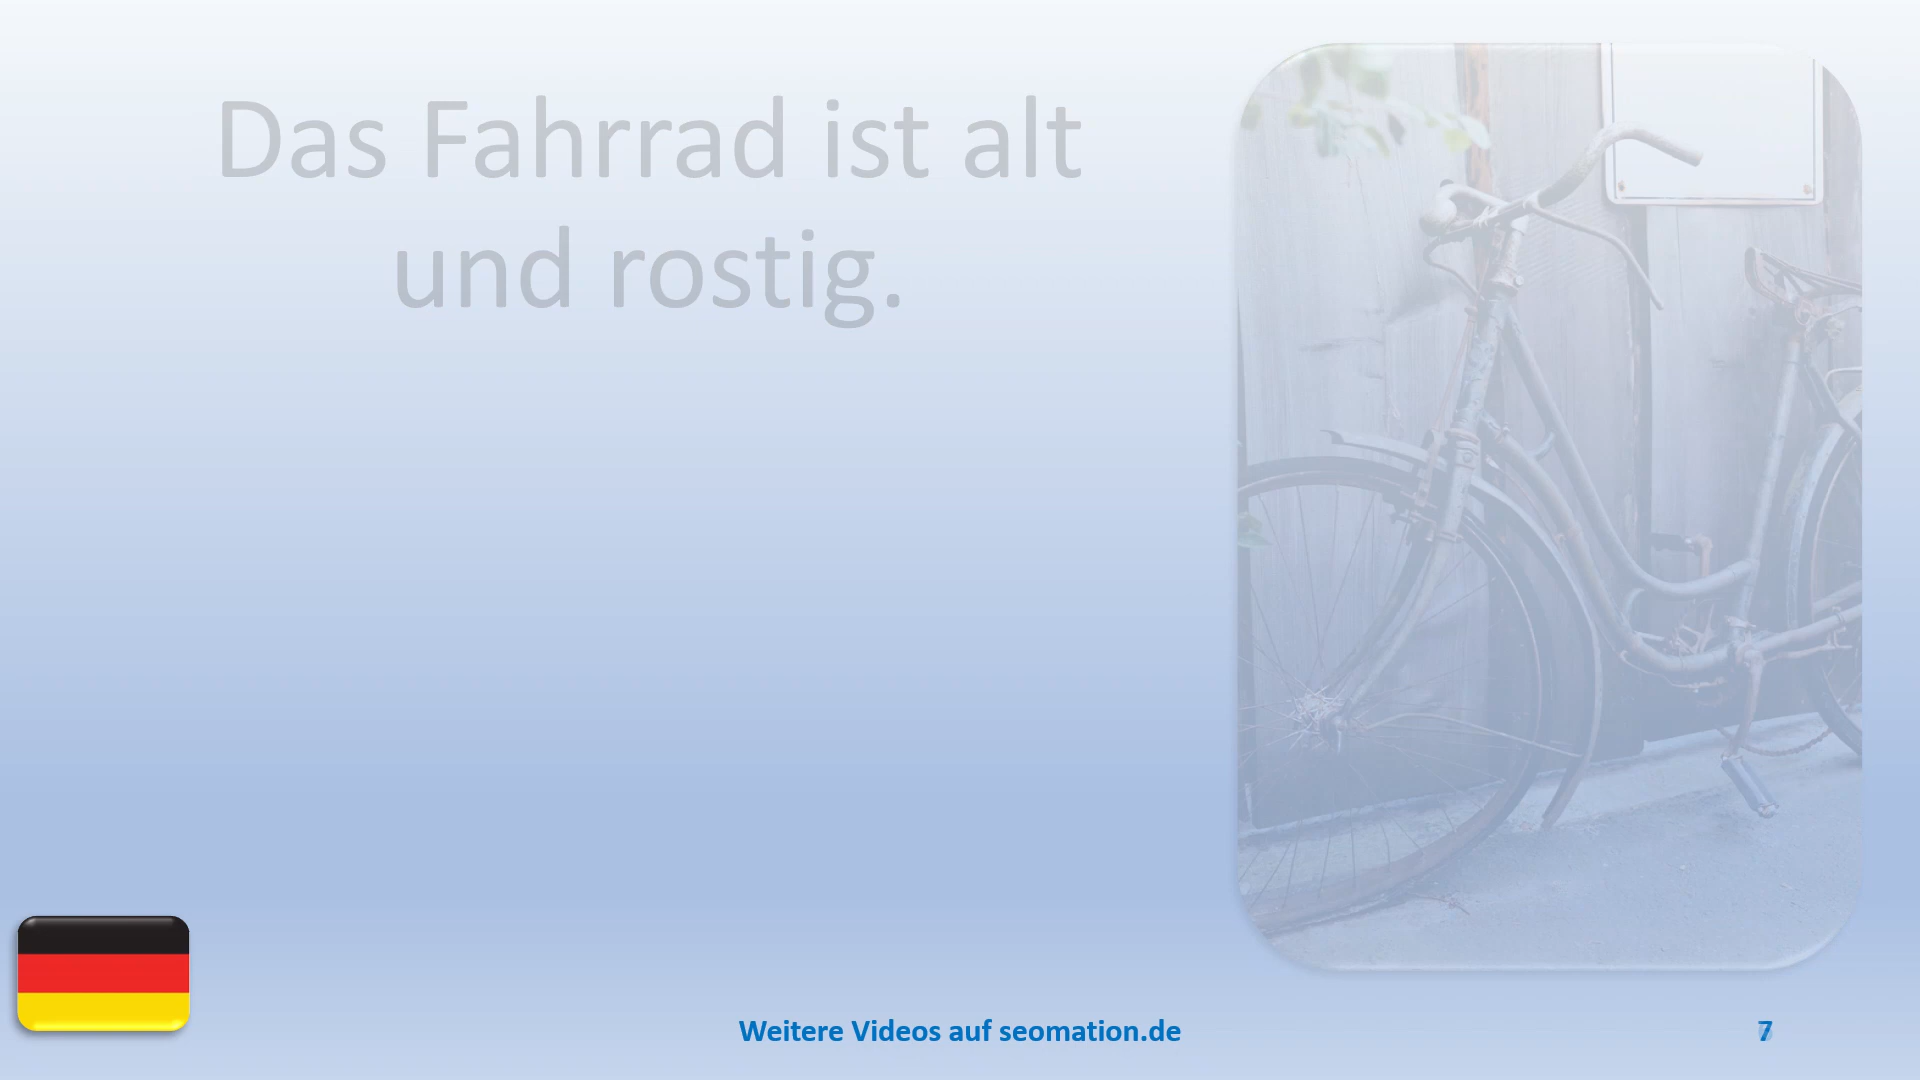 Das Fahrrad ist alt
und rostig.
Weitere Videos auf seomation.de
7